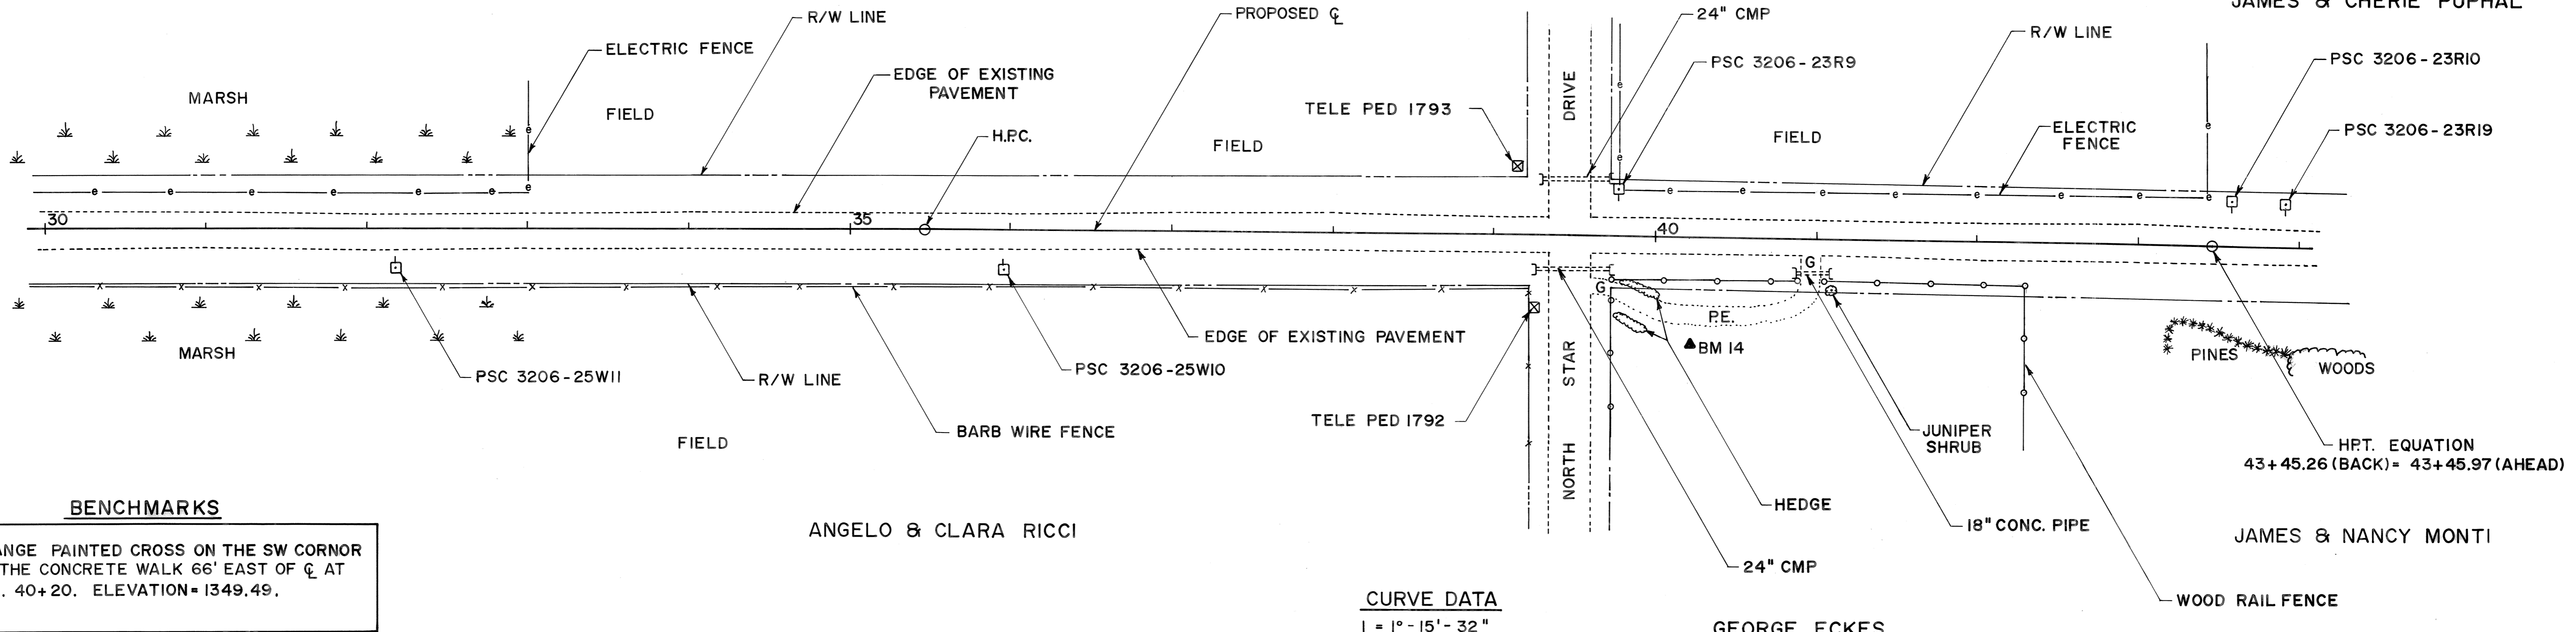 JAMES & CHERIE PUPHAL
R/W LINE
PROPOSED ℄
24" CMP
R/W LINE
ELECTRIC FENCE
PSC 3206-23R9
PSC 3206-23R10
EDGE OF EXISTING
PAVEMENT
MARSH
FIELD
TELE PED 1793
DRIVE
FIELD
ELECTRIC
FENCE
PSC 3206-23R19
H.P.C.
FIELD
e
30
35
40
G
G
P.E.
BM 14
EDGE OF EXISTING PAVEMENT
MARSH
PSC 3206-25W11
R/W LINE
PSC 3206-25W10
NORTH STAR
PINES
WOODS
TELE PED 1792
BARB WIRE FENCE
FIELD
JUNIPER
SHRUB
H.P.T. EQUATION
43+45.26 (BACK)= 43+45.97 (AHEAD)
HEDGE
18" CONC. PIPE
24" CMP
WOOD RAIL FENCE
BENCHMARKS
ANGE PAINTED CROSS ON THE SW CORNOR
THE CONCRETE WALK 66' EAST OF ℄ AT
. 40+20. ELEVATION=1349.49.
ANGELO & CLARA RICCI
JAMES & NANCY MONTI
CURVE DATA
I = 1°-15'-32"
GEORGE ECKES